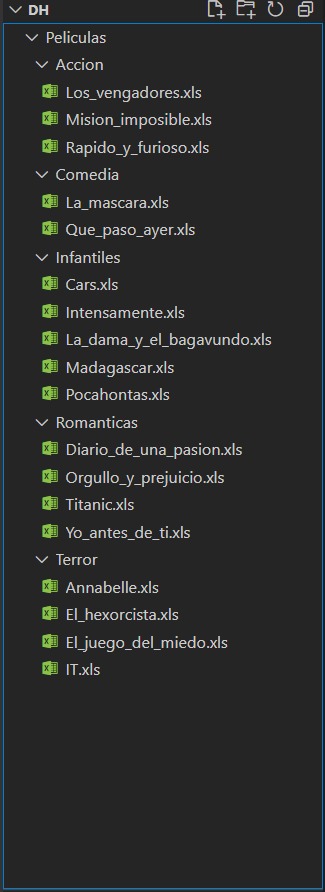 DH
Peliculas
Accion
Los_vengadores.xls
Mision_imposible.xls
Rapido_y_furioso.xls
Comedia
La_mascara.xls
Que_paso_ayer.xls
Infantiles
Cars.xls
Intensamente.xls
La_dama_y_el_bagavundo.xls
Madagascar.xls
Pocahontas.xls
Romanticas
Diario_de_una_pasion.xls
Orgullo_y_prejuicio.xls
Titanic.xls
Yo_antes_de_ti.xls
Terror
Annabelle.xls
El_hexorcista.xls
El_juego_del_miedo.xls
IT.xls